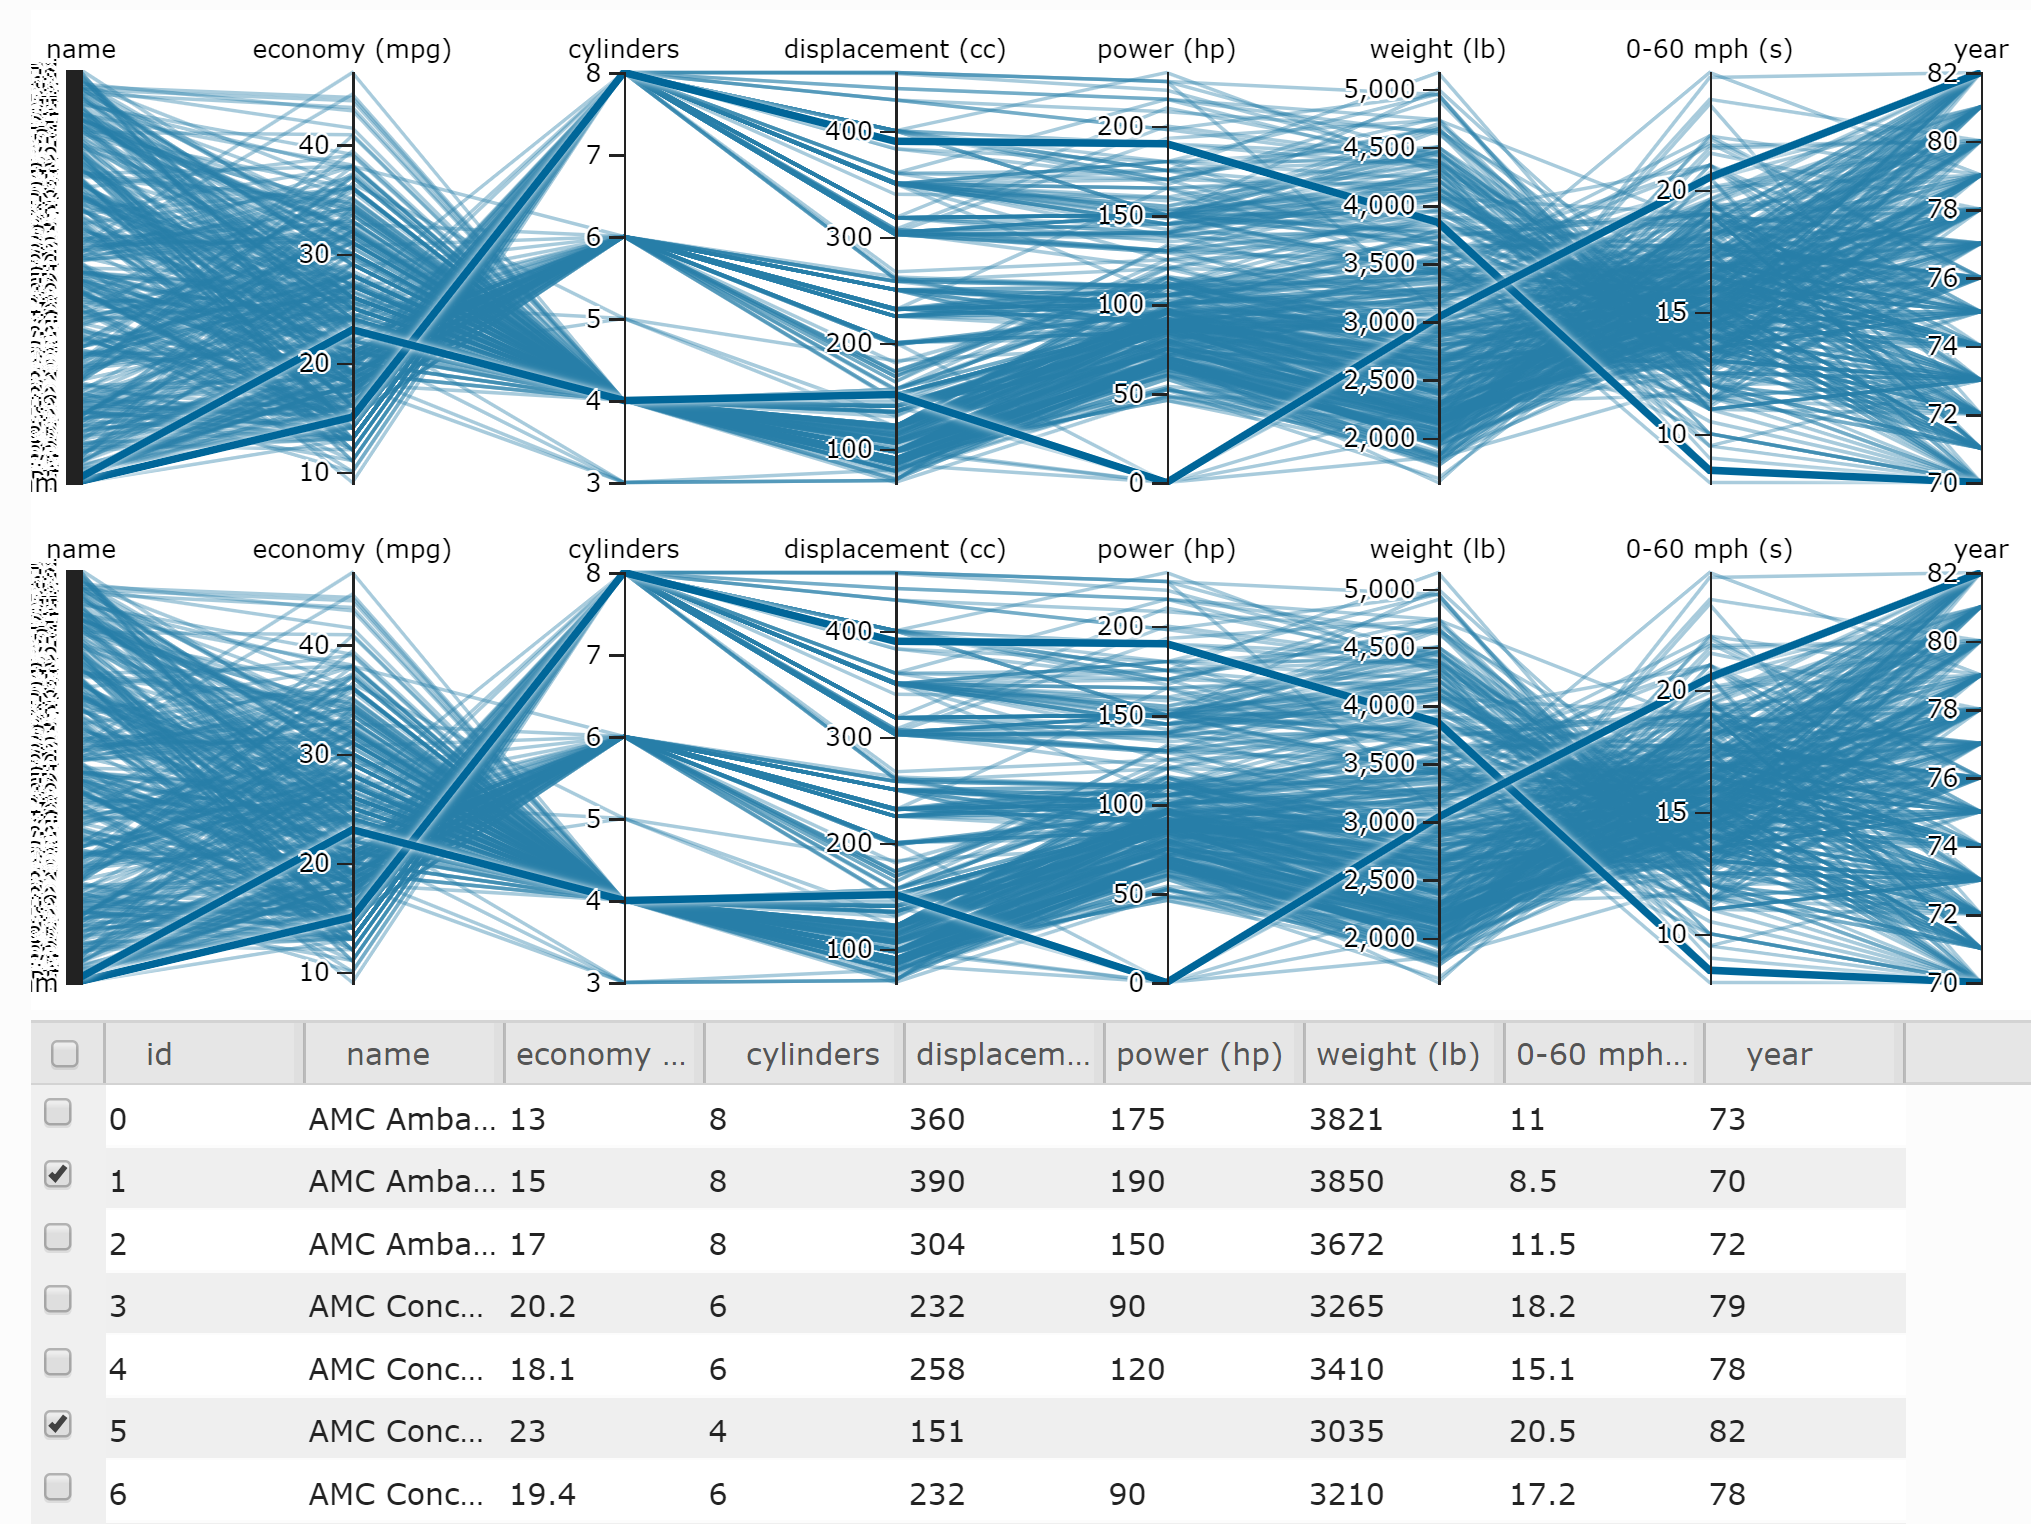 name economy (mpg) cylinders displacement (cc) power (hp) weight (lb) 0-60 mph (s) year
8 82
5,000
40 7 400 200 4,500 80
20
4,000 78
30 6 300 150 3,500
76
5 100 3,000 15
20 200 74
4 50 2,500
72
10 100 2,000 10
3 0 70
name economy (mpg) cylinders displacement (cc) power (hp) weight (lb) 0-60 mph (s) year
8 82
5,000
40 7 400 200 4,500 80
20
4,000 78
30 6 300 150 3,500
76
5 100 3,000 15
20 200 74
4 50 2,500
72
10 100 2,000 10
3 0 70
id name economy ... cylinders displacem... power (hp) weight (lb) 0-60 mph... year
0 AMC Amba... 13 8 360 175 3821 11 73
1 AMC Amba... 15 8 390 190 3850 8.5 70
2 AMC Amba... 17 8 304 150 3672 11.5 72
3 AMC Conc... 20.2 6 232 90 3265 18.2 79
4 AMC Conc... 18.1 6 258 120 3410 15.1 78
5 AMC Conc... 23 4 151 3035 20.5 82
6 AMC Conc... 19.4 6 232 90 3210 17.2 78